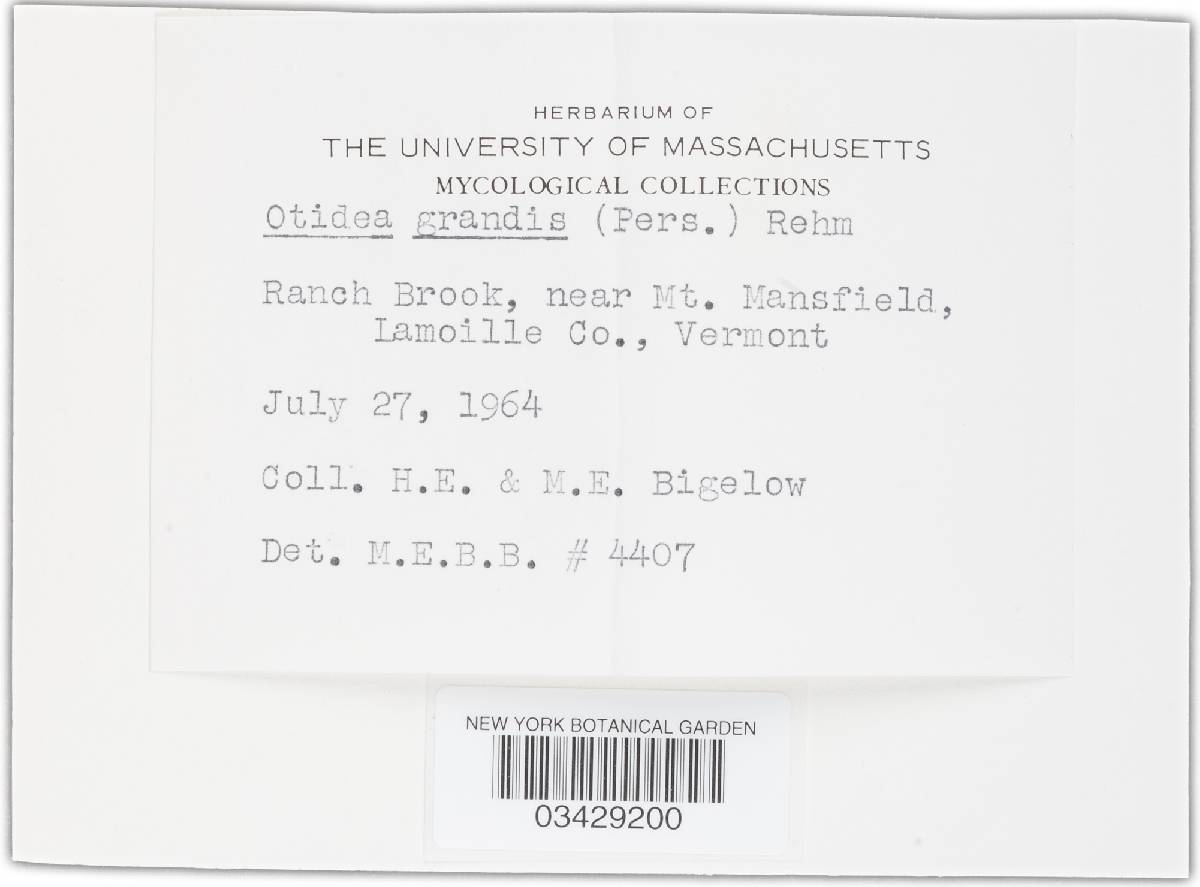 HERBARIUM OF
THE UNIVERSITY OF MASSACHUSETTS
MYCOLOGICAL COLLECTIONS
Otidea grandis (Pers.) Rehm
Ranch Brook, near Mt. Mansfield,
Lamoille Co., Vermont
July 27, 1964
Coll. H.E. & M.E. Bigelow
Det. M.E.B.B. # 4407
NEW YORK BOTANICAL GARDEN
03429200